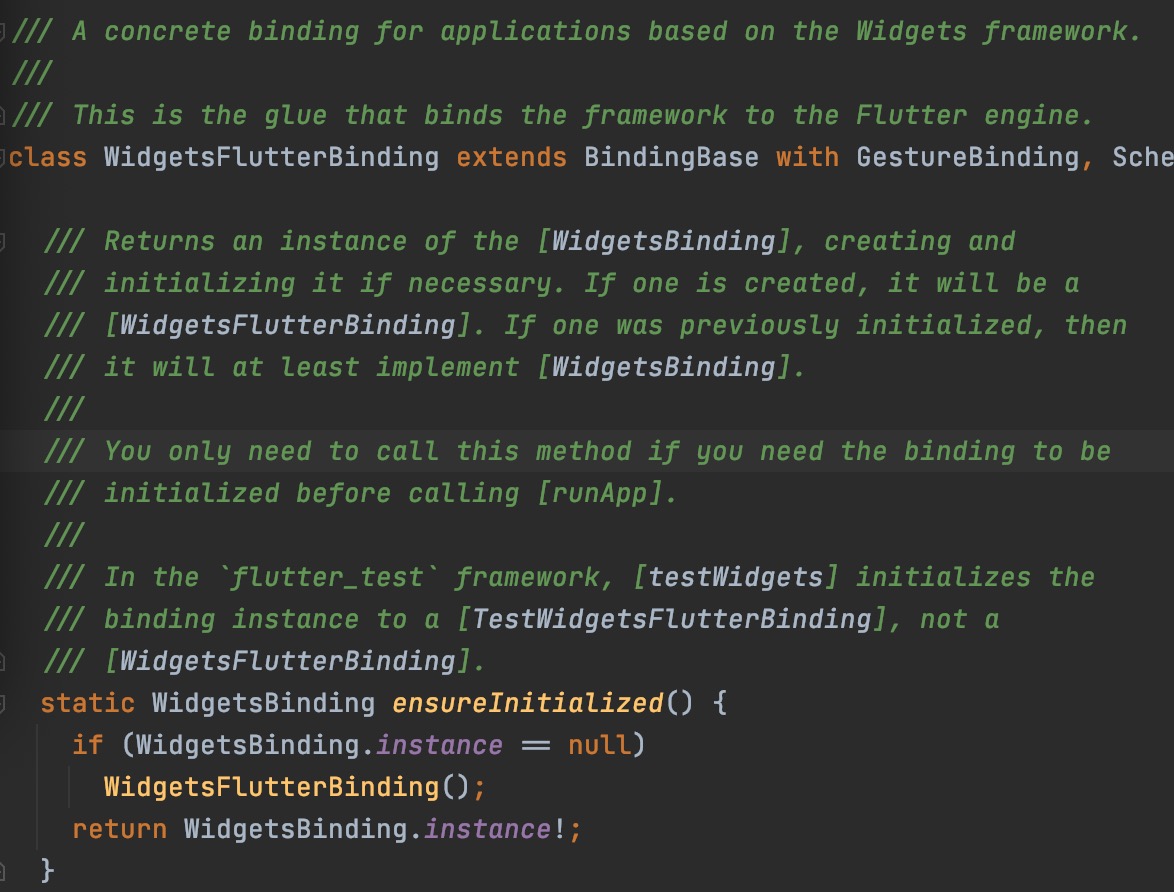 /// A concrete binding for applications based on the Widgets framework.
///
/// This is the glue that binds the framework to the Flutter engine.
class WidgetsFlutterBinding extends BindingBase with GestureBinding, Sche
/// Returns an instance of the [WidgetsBinding], creating and
/// initializing it if necessary. If one is created, it will be a
/// [WidgetsFlutterBinding]. If one was previously initialized, then
/// it will at least implement [WidgetsBinding].
///
/// You only need to call this method if you need the binding to be
/// initialized before calling [runApp].
///
/// In the `flutter_test` framework, [testWidgets] initializes the
/// binding instance to a [TestWidgetsFlutterBinding], not a
/// [WidgetsFlutterBinding].
static WidgetsBinding ensureInitialized() {
if (WidgetsBinding.instance == null)
WidgetsFlutterBinding();
return WidgetsBinding.instance!;
}